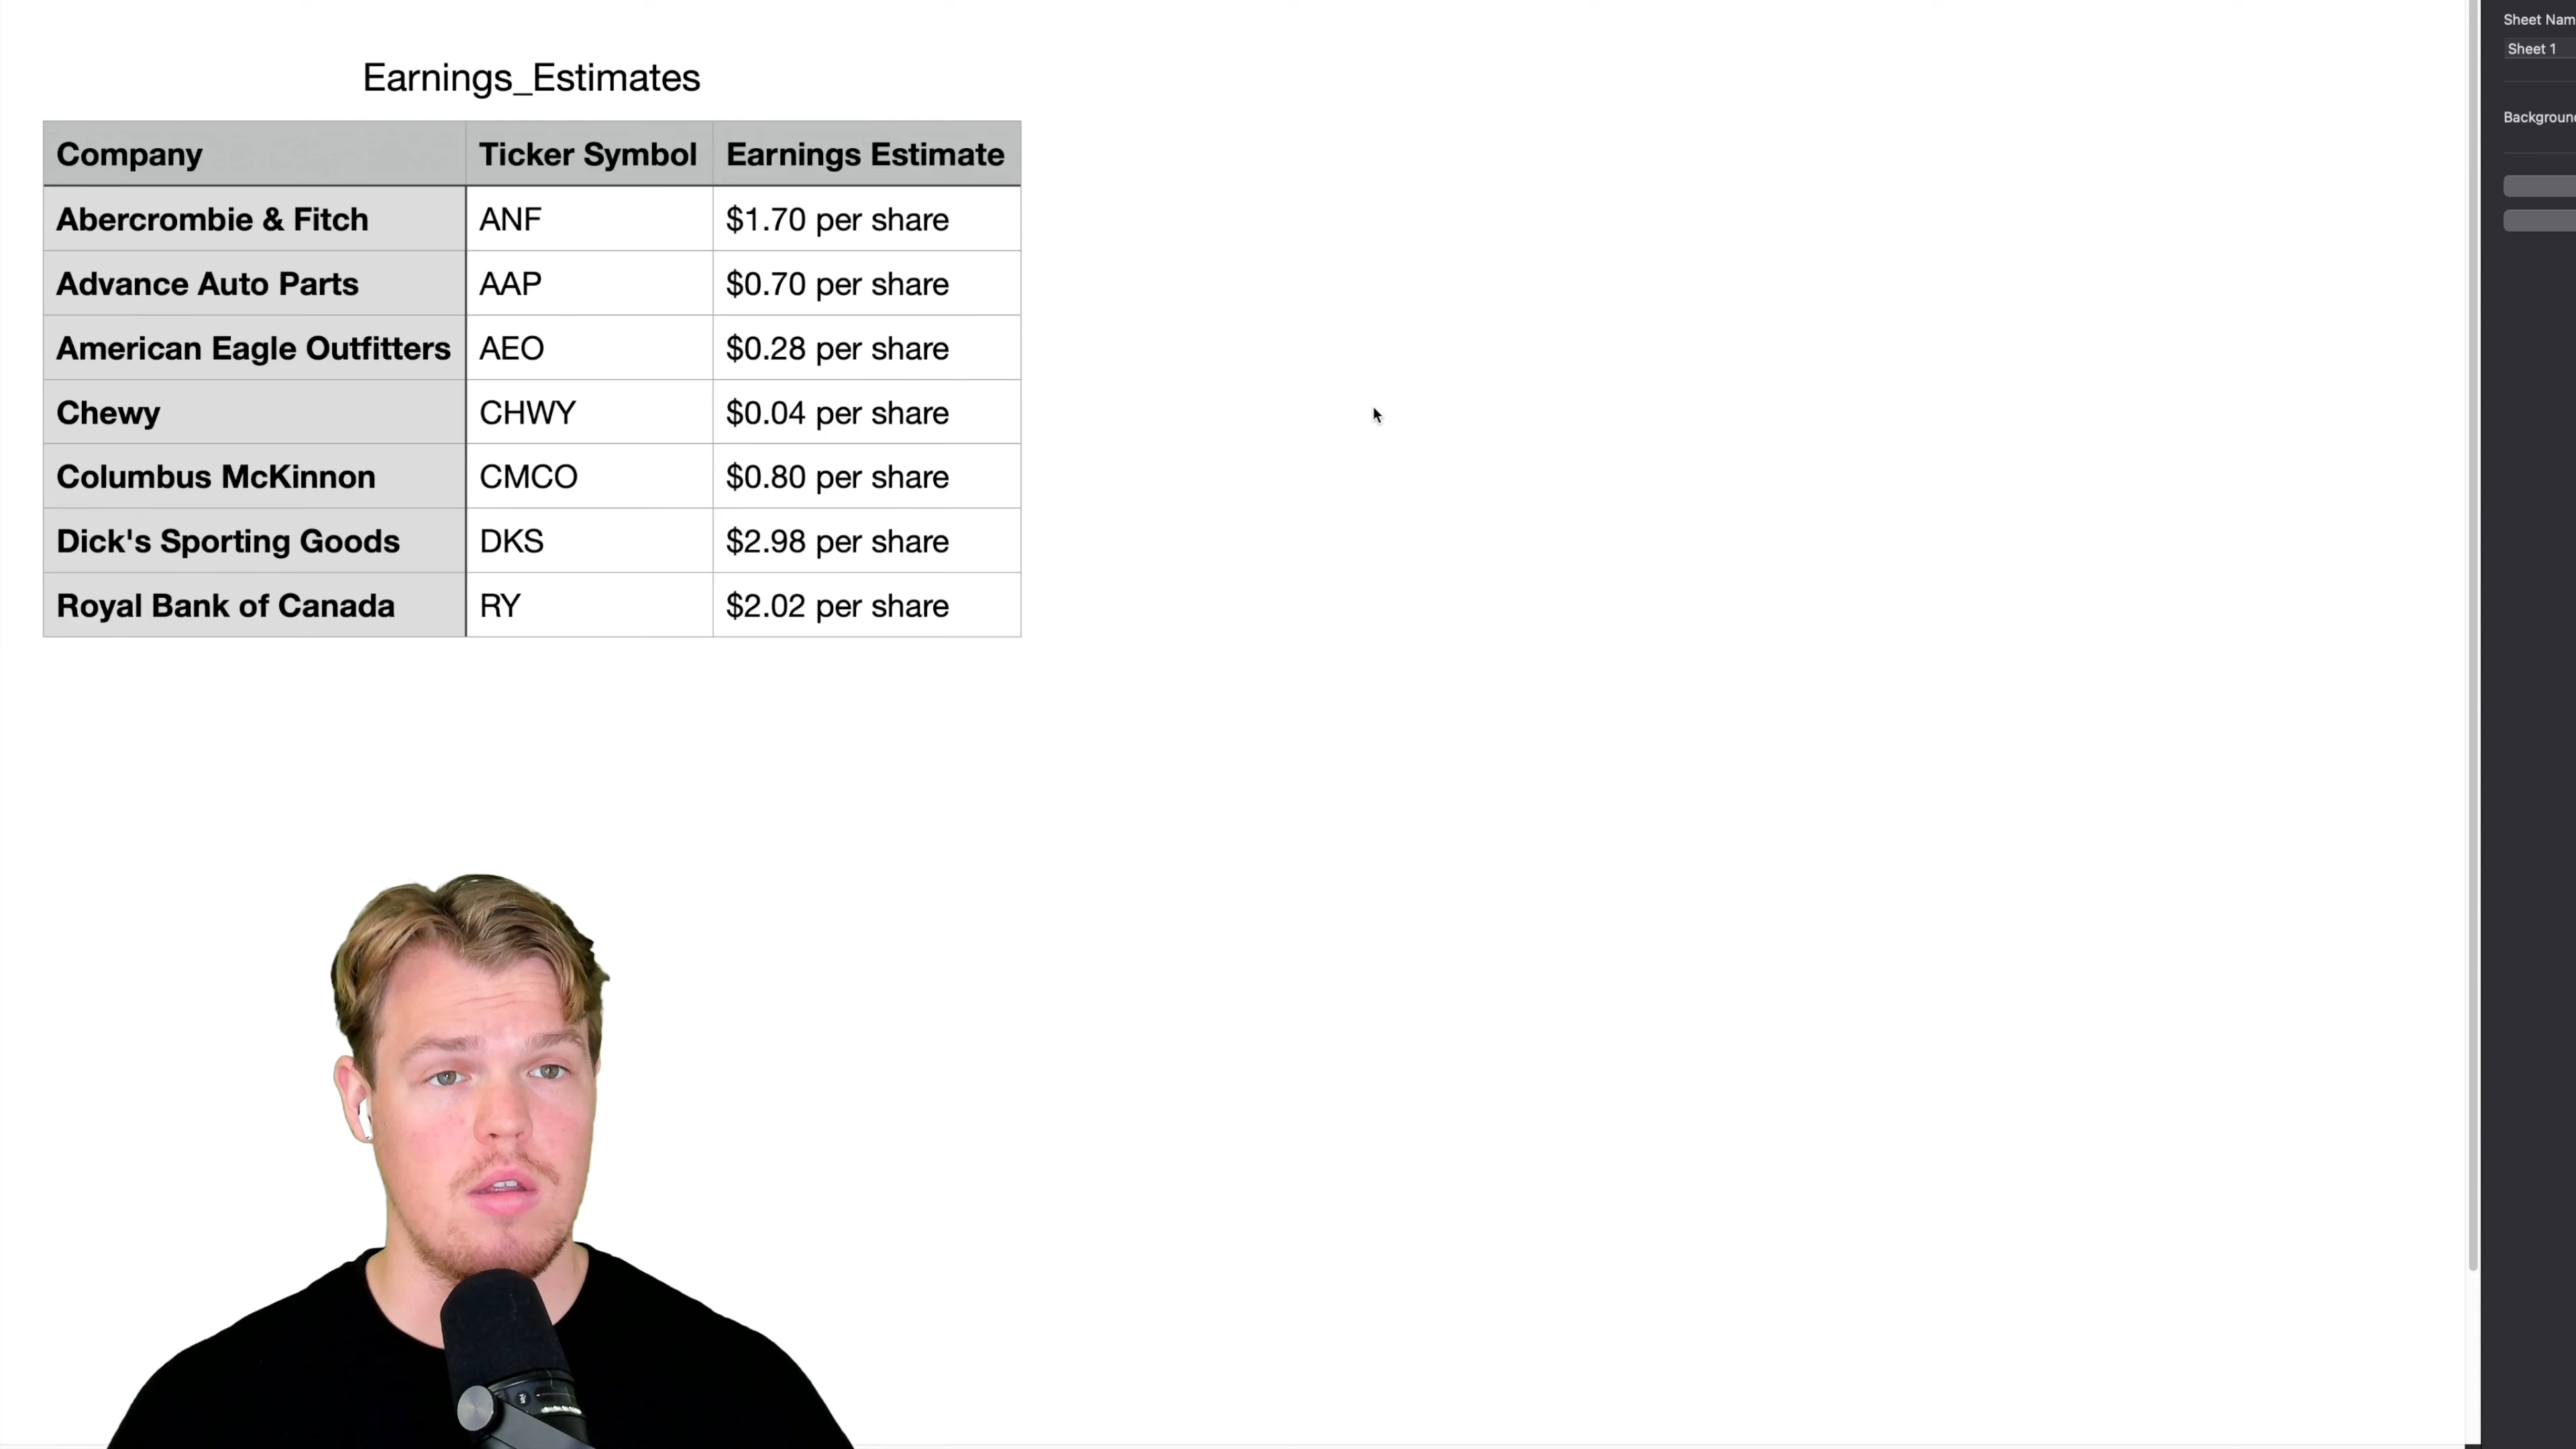 Sheet Nam
Sheet 1
Background
Earnings_Estimates
Company Ticker Symbol Earnings Estimate
Abercrombie & Fitch ANF $1.70 per share
Advance Auto Parts AAP $0.70 per share
American Eagle Outfitters AEO $0.28 per share
Chewy CHWY $0.04 per share
Columbus McKinnon CMCO $0.80 per share
Dick's Sporting Goods DKS $2.98 per share
Royal Bank of Canada RY $2.02 per share